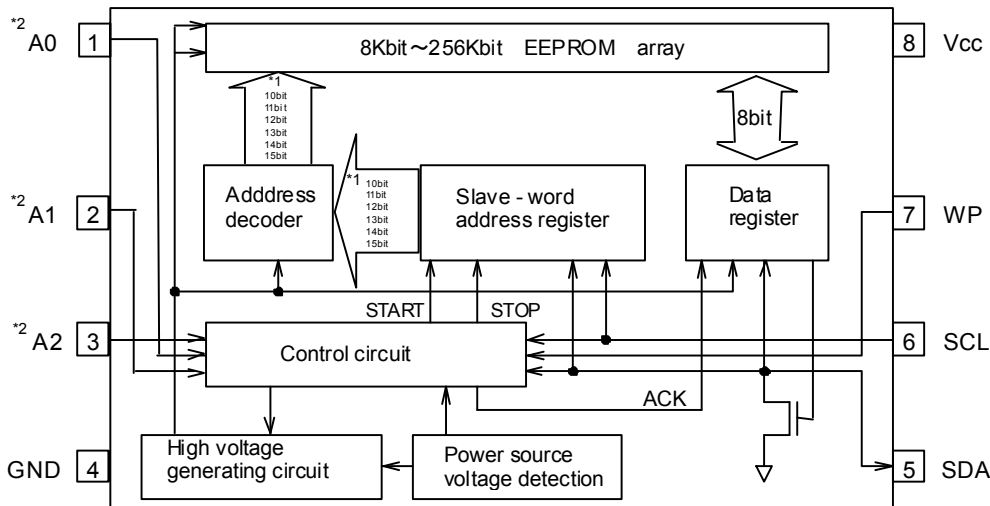 *2 A0 1
8Kbit～256Kbit EEPROM array
8 Vcc
*1
10bit
11bit
12bit
13bit
14bit
15bit
8bit
*2 A1 2
Adddress
decoder
*1
10bit
11bit
12bit
13bit
14bit
15bit
Slave - word
address register
Data
register
7 WP
START STOP
*2 A2 3
Control circuit
6 SCL
ACK
GND 4
High voltage
generating circuit
Power source
voltage detection
5 SDA